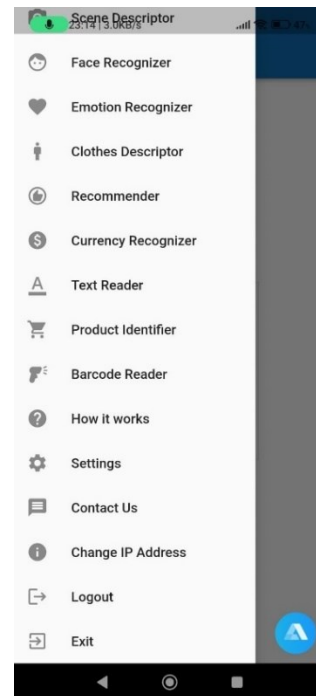 Scene Descriptor
23:14 | 3.0KB/s
Face Recognizer
Emotion Recognizer
Clothes Descriptor
Recommender
Currency Recognizer
Text Reader
Product Identifier
Barcode Reader
How it works
Settings
Contact Us
Change IP Address
Logout
Exit